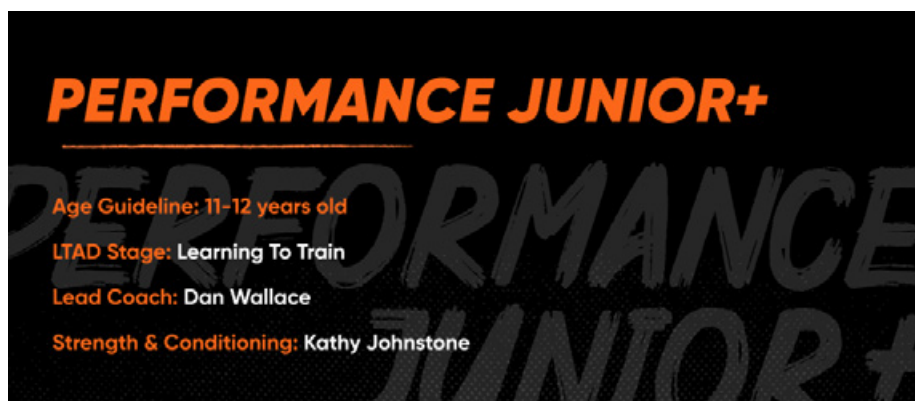 PERFORMANCE JUNIOR+
PERFORMANCE
JUNIOR+
Age Guideline: 11-12 years old
LTAD Stage: Learning To Train
Lead Coach: Dan Wallace
Strength & Conditioning: Kathy Johnstone